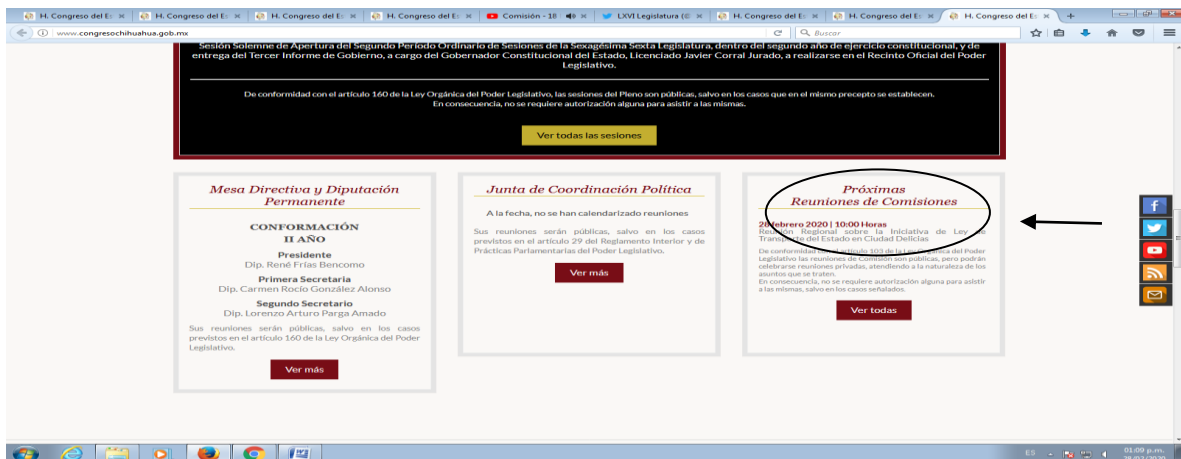 H. Congreso del E:
H. Congreso del E:
H. Congreso del E:
H. Congreso del E:
Comisión - 18
LXVI Legislatura (@
H. Congreso del E:
H. Congreso del E:
H. Congreso del E:
www.congresochihuahua.gob.mx
Buscar
Sesión Solemne de Apertura del Segundo Período Ordinario de Sesiones de la Sexagésima Sexta Legislatura, dentro del segundo año de ejercicio constitucional, y de
entrega del Tercer Informe de Gobierno, a cargo del Gobernador Constitucional del Estado, Licenciado Javier Corral Jurado, a realizarse en el Recinto Oficial del Poder
Legislativo.
De conformidad con el artículo 160 de la Ley Orgánica del Poder Legislativo, las sesiones del Pleno son públicas, salvo en los casos que en el mismo precepto se establecen.
En consecuencia, no se requiere autorización alguna para asistir a las mismas.
Ver todas las sesiones
Mesa Directiva y Diputación
Permanente
CONFORMACIÓN
II AÑO
Presidente
Dip. René Frías Bencomo
Primera Secretaria
Dip. Carmen Rocío González Alonso
Segundo Secretario
Dip. Lorenzo Arturo Parga Amado
Sus reuniones serán públicas, salvo en los casos
previstos en el artículo 160 de la Ley Orgánica del Poder
Legislativo.
Ver más
Junta de Coordinación Política
A la fecha, no se han calendarizado reuniones
Sus reuniones serán públicas, salvo en los casos
previstos en el artículo 29 del Reglamento Interior y de
Prácticas Parlamentarias del Poder Legislativo.
Ver más
Próximas
Reuniones de Comisiones
28 febrero 2020 | 10:00 Horas
Reunión Regional sobre la Iniciativa de Ley de
Transporte del Estado en Ciudad Delicias
De conformidad con el artículo 103 de la Ley Orgánica del Poder
Legislativo las reuniones de Comisión son públicas, pero podrán
celebrarse reuniones privadas, atendiendo a la naturaleza de los
asuntos que se traten.
En consecuencia, no se requiere autorización alguna para asistir
a las mismas, salvo en los casos señalados.
Ver todas
ES
01:09 p.m.
28/02/2020